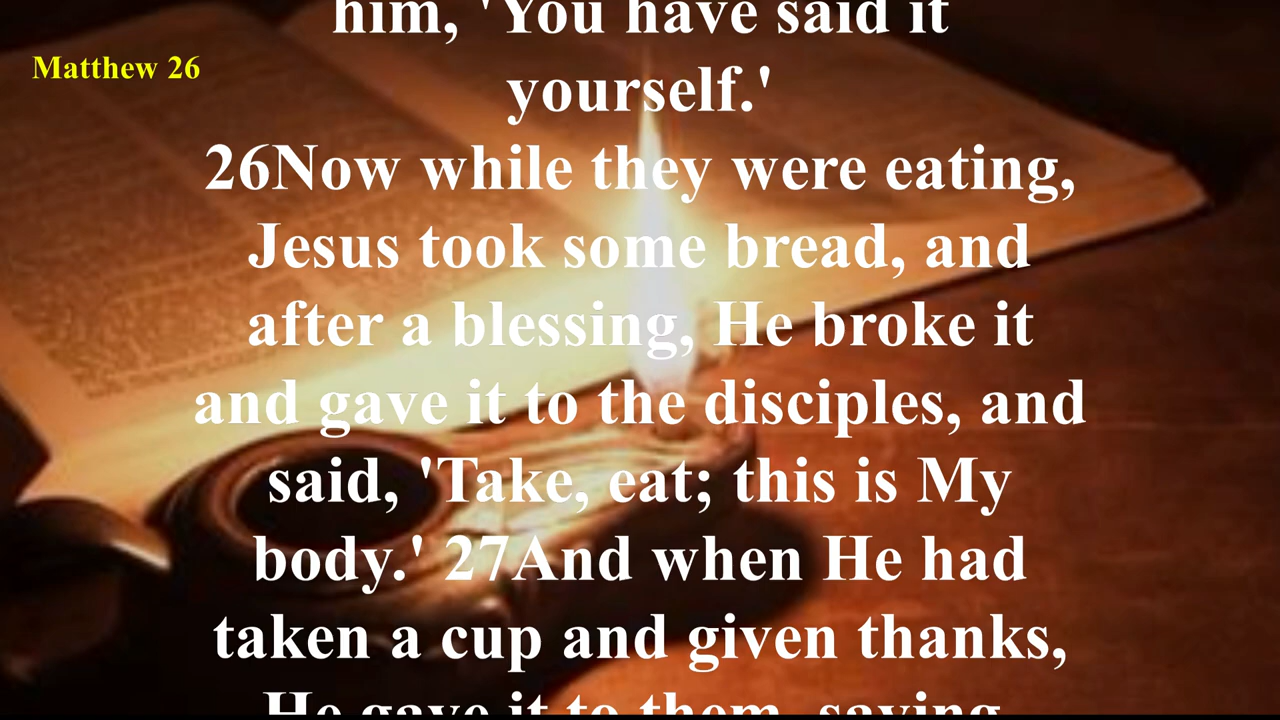 him, 'You have said it
Matthew 26
yourself.'
26Now while they were eating,
Jesus took some bread, and
after a blessing, He broke it
and gave it to the disciples, and
said, 'Take, eat; this is My
body.' 27And when He had
taken a cup and given thanks,
He gave it to them, saying,